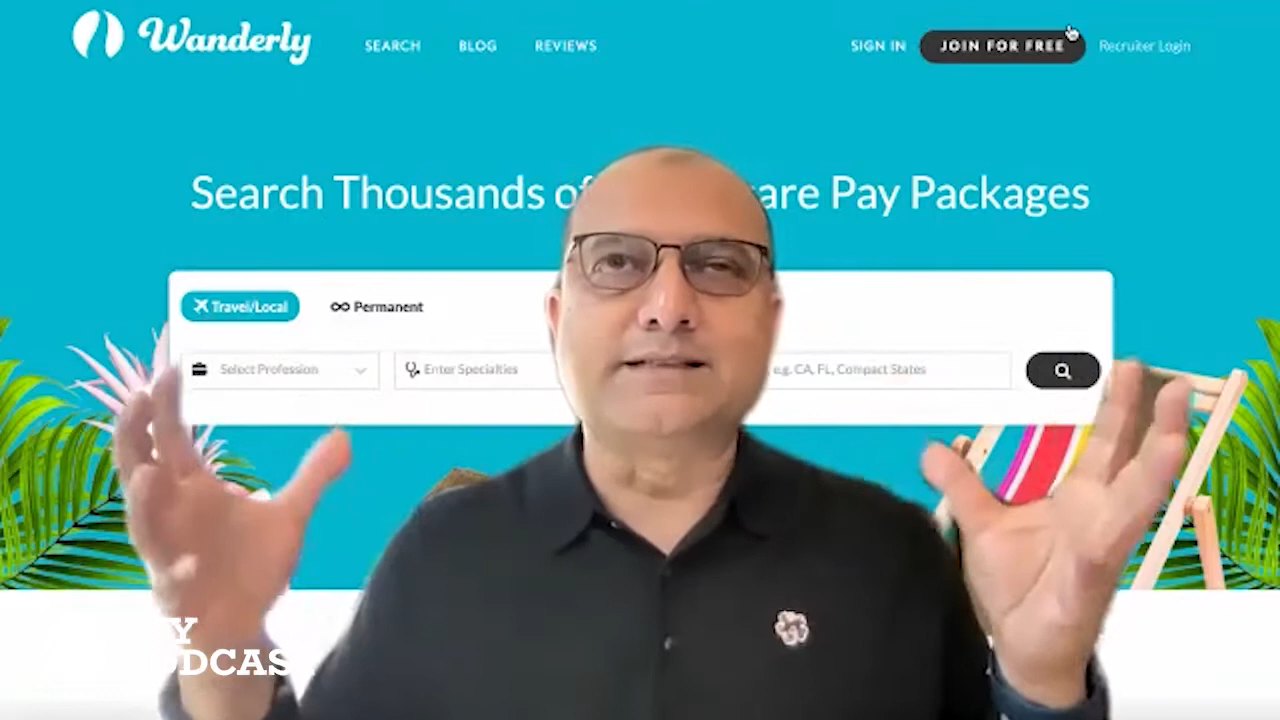 Wanderly
SEARCH BLOG REVIEWS
SIGN IN JOIN FOR FREE Recruiter Login
Search Thousands of are Pay Packages
Travel/Local Permanent
Select Profession Enter Specialties e.g. CA, FL, Compact States